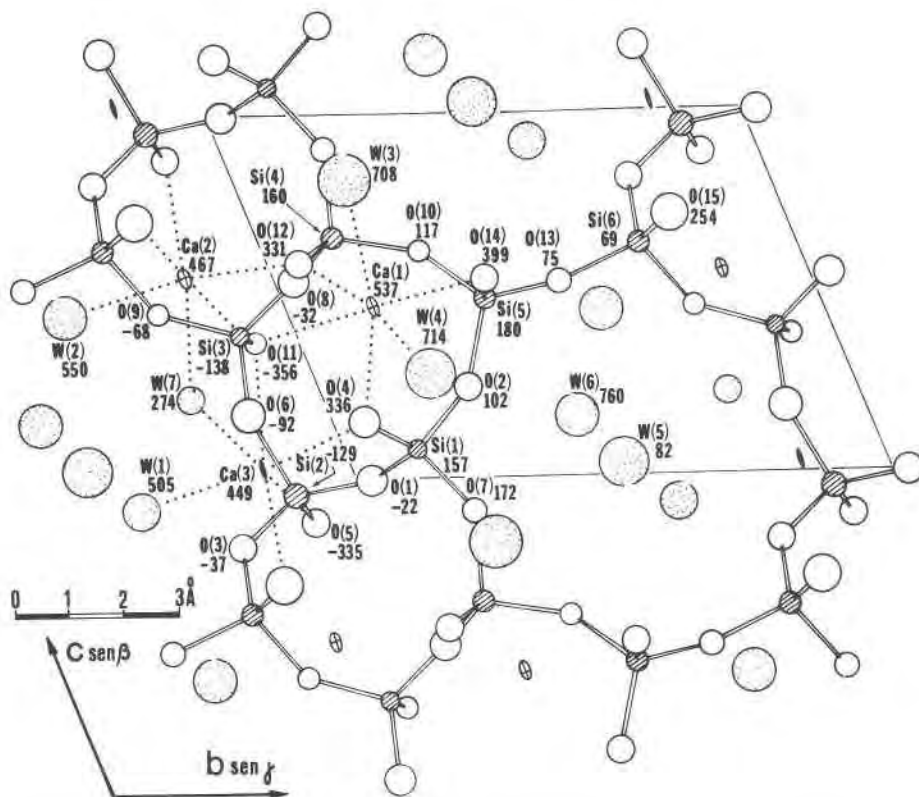 W(3)
708
Si(4)
160
O(12)
331
O(10)
117
O(14)
399
O(13)
75
Si(6)
69
O(15)
254
Ca(2)
467
Ca(1)
537
O(8)
-32
Si(5)
180
O(9)
-68
W(2)
550
Si(3)
-138
O(11)
-356
W(4)
714
W(7)
274
O(6)
-92
O(4)
336
O(2)
102
W(6)
760
W(5)
82
W(1)
505
Ca(3)
449
Si(2)
-129
Si(1)
157
O(1)
-22
O(7) 172
O(5)
-335
O(3)
-37
0 1 2 3Å
c senβ
b sen γ